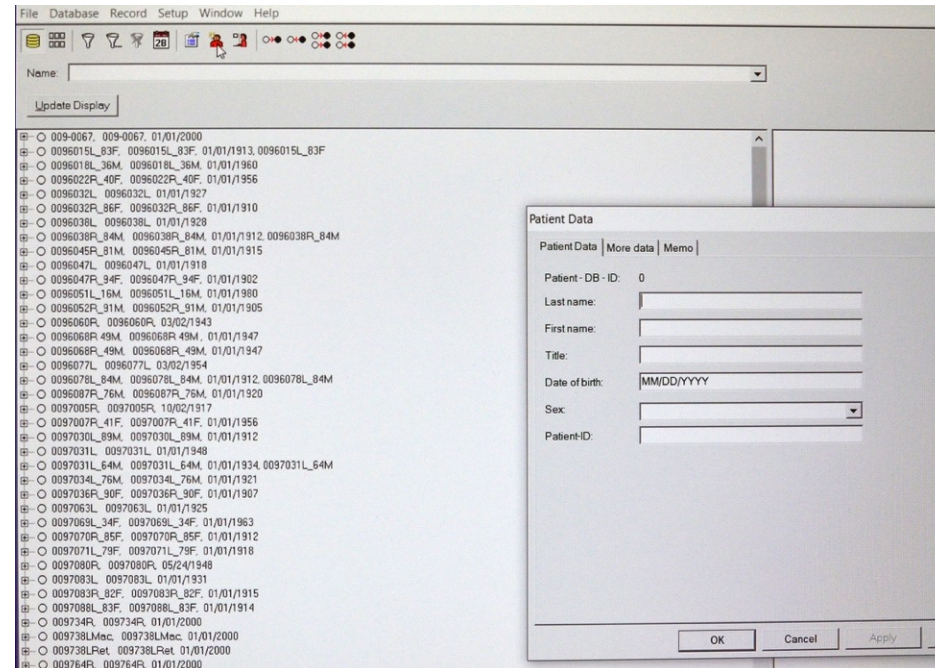 File Database Record Setup Window Help
28
Name:
Update Display
009-0067, 009-0067, 01/01/2000
0096015L_83F, 0096015L_83F, 01/01/1913, 0096015L_83F
0096018L_36M, 0096018L_36M, 01/01/1960
0096022R_40F, 0096022R_40F, 01/01/1956
0096032L, 0096032L, 01/01/1927
0096032R_86F, 0096032R_86F, 01/01/1910
0096038L, 0096038L, 01/01/1928
0096038R_84M, 0096038R_84M, 01/01/1912, 0096038R_84M
0096045R_81M, 0096045R_81M, 01/01/1915
0096047L, 0096047L, 01/01/1918
0096047R_94F, 0096047R_94F, 01/01/1902
0096051L_16M, 0096051L_16M, 01/01/1980
0096052R_91M, 0096052R_91M, 01/01/1905
0096060R, 0096060R, 03/02/1943
0096068R 49M, 0096068R 49M, 01/01/1947
0096068R_49M, 0096068R_49M, 01/01/1947
0096077L, 0096077L, 03/02/1954
0096078L_84M, 0096078L_84M, 01/01/1912, 0096078L_84M
0096087R_76M, 0096087R_76M, 01/01/1920
0097005R, 0097005R, 10/02/1917
0097007R_41F, 0097007R_41F, 01/01/1956
0097030L_89M, 0097030L_89M, 01/01/1912
0097031L, 0097031L, 01/01/1948
0097031L_64M, 0097031L_64M, 01/01/1934, 0097031L_64M
0097034L_76M, 0097034L_76M, 01/01/1921
0097036R_90F, 0097036R_90F, 01/01/1907
0097063L, 0097063L, 01/01/1925
0097069L_34F, 0097069L_34F, 01/01/1963
0097070R_85F, 0097070R_85F, 01/01/1912
0097071L_79F, 0097071L_79F, 01/01/1918
0097080R, 0097080R, 05/24/1948
0097083L, 0097083L, 01/01/1931
0097083R_82F, 0097083R_82F, 01/01/1915
0097088L_83F, 0097088L_83F, 01/01/1914
009734R, 009734R, 01/01/2000
009738LMac, 009738LMac, 01/01/2000
009738LRet, 009738LRet, 01/01/2000
009764R, 009764R, 01/01/2000
Patient Data
Patient Data More data Memo
Patient - DB - ID: 0
Last name:
First name:
Title:
Date of birth: MM/DD/YYYY
Sex:
Patient-ID:
OK Cancel Apply